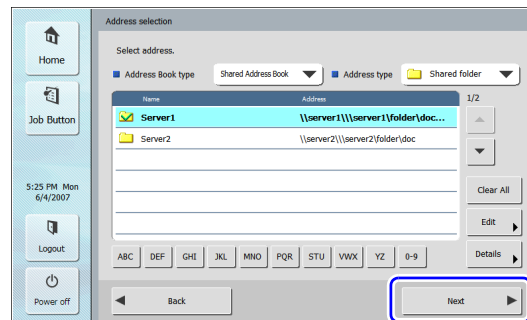 Address selection
Select address.
Address Book type
Shared Address Book
Address type
Shared folder
Name Address
Server1 \\server1\\\server1\folder\doc...
Server2 \\server2\\\server2\folder\doc
1/2
Clear All
Edit
Details
ABC DEF GHI JKL MNO PQR STU VWX YZ 0-9
Back
Next
Home
Job Button
5:25 PM Mon
6/4/2007
Logout
Power off